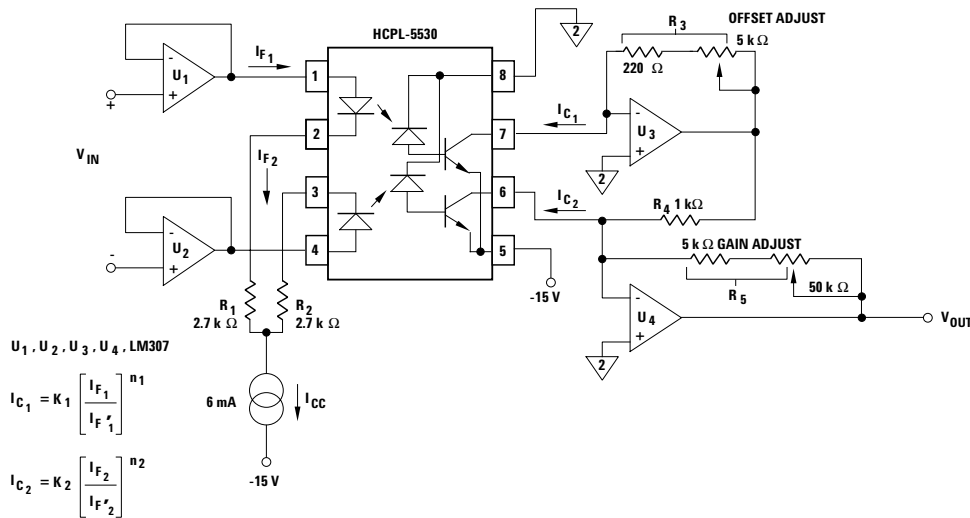 HCPL-5530
R3
OFFSET ADJUST
5 kΩ
220 Ω
2
IF1
+
-
U1
1
8
IC1
2
7
U3
-
+
2
VIN
IF2
3
6
IC2
R4 1 kΩ
-
+
U2
4
5
-15 V
5 kΩ GAIN ADJUST
R5
50 kΩ
R1
2.7 kΩ
R2
2.7 kΩ
-
+
U4
2
VOUT
U1, U2, U3, U4, LM307
IC1 = K1 [IF1 / IF'1] n1
6 mA
ICC
-15 V
IC2 = K2 [IF2 / IF'2] n2